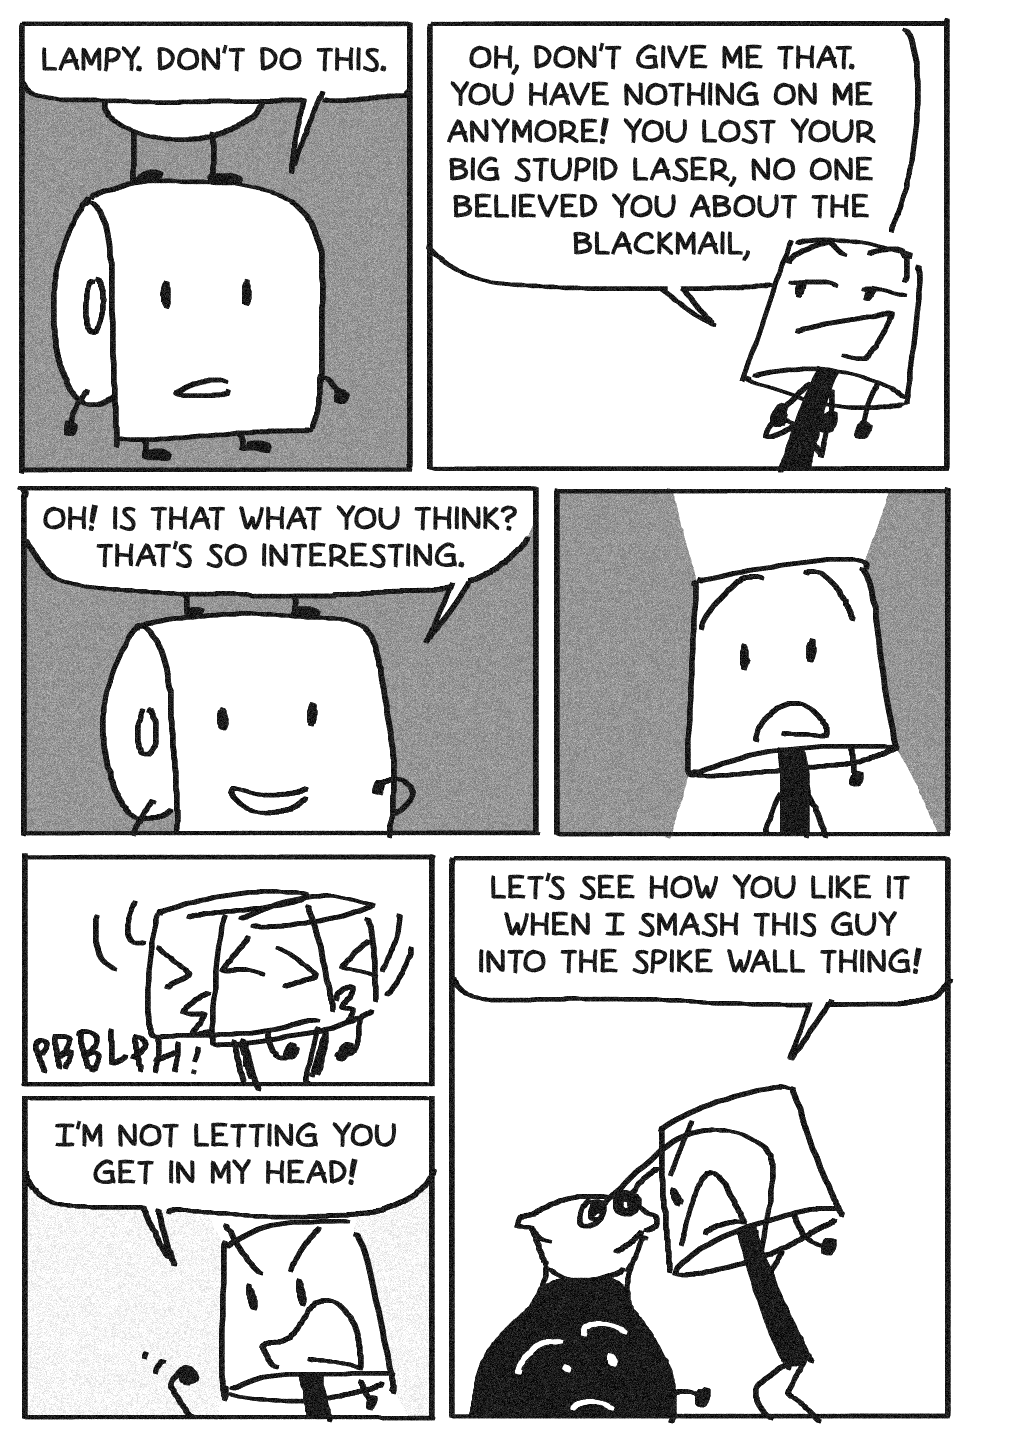 LAMPY. DON'T DO THIS.
OH, DON'T GIVE ME THAT.
YOU HAVE NOTHING ON ME
ANYMORE! YOU LOST YOUR
BIG STUPID LASER, NO ONE
BELIEVED YOU ABOUT THE
BLACKMAIL,
OH! IS THAT WHAT YOU THINK?
THAT'S SO INTERESTING.
PBBLPH!
I'M NOT LETTING YOU
GET IN MY HEAD!
LET'S SEE HOW YOU LIKE IT
WHEN I SMASH THIS GUY
INTO THE SPIKE WALL THING!